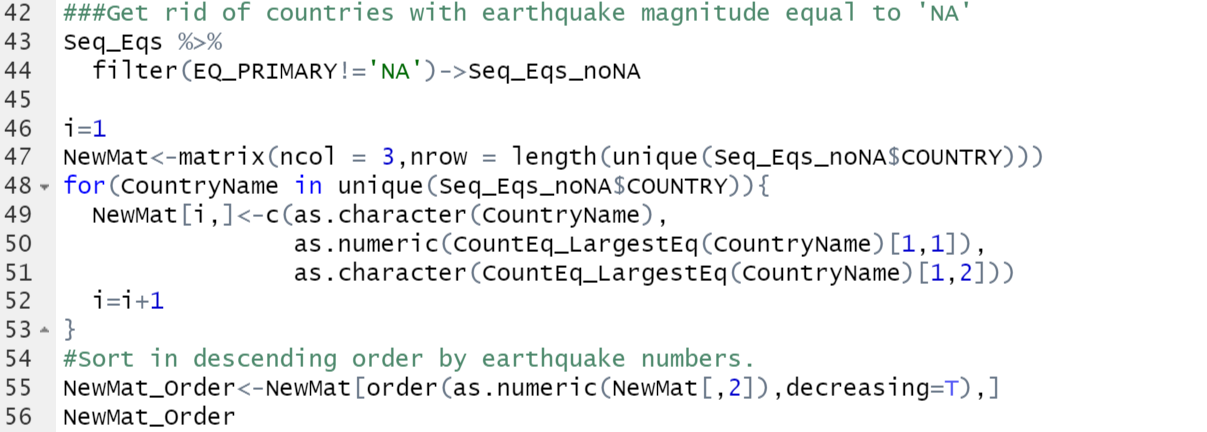 42 ###Get rid of countries with earthquake magnitude equal to 'NA'
43 Seq_Eqs %>%
44   filter(EQ_PRIMARY!='NA')->Seq_Eqs_noNA
45
46 i=1
47 NewMat<-matrix(ncol = 3,nrow = length(unique(Seq_Eqs_noNA$COUNTRY)))
48 for(CountryName in unique(Seq_Eqs_noNA$COUNTRY)){
49   NewMat[i,]<-c(as.character(CountryName),
50                 as.numeric(CountEq_LargestEq(CountryName)[1,1]),
51                 as.character(CountEq_LargestEq(CountryName)[1,2]))
52   i=i+1
53 }
54 #Sort in descending order by earthquake numbers.
55 NewMat_Order<-NewMat[order(as.numeric(NewMat[,2]),decreasing=T),]
56 NewMat_Order